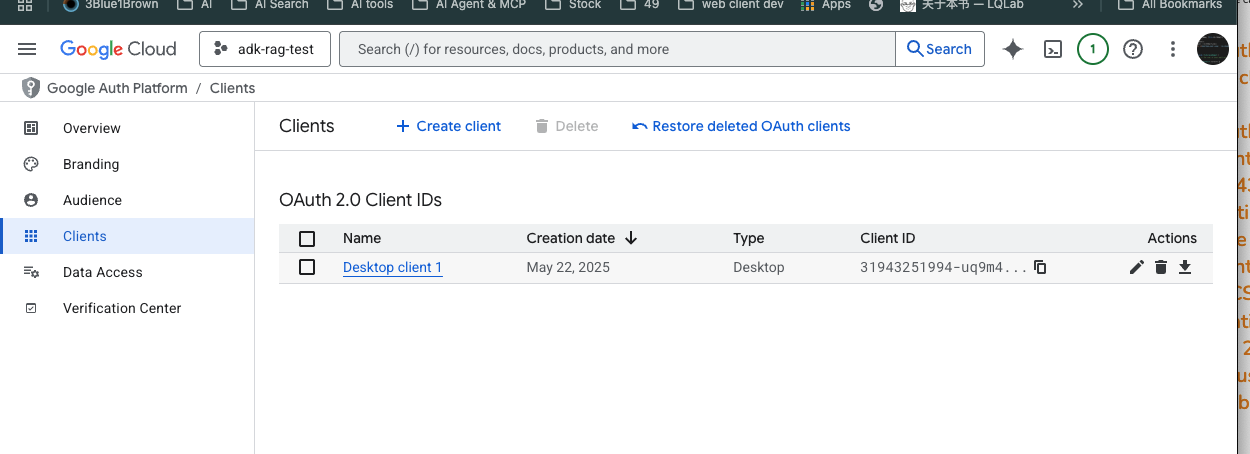 3Blue1Brown AI AI Search AI tools AI Agent & MCP Stock 49 web client dev Apps 关于本书 — LQLab » All Bookmarks
Google Cloud adk-rag-test Search (/) for resources, docs, products, and more Search 1
Google Auth Platform / Clients
Overview
Branding
Audience
Clients
Data Access
Verification Center
Clients + Create client Delete Restore deleted OAuth clients
OAuth 2.0 Client IDs
Name Creation date Type Client ID Actions
Desktop client 1 May 22, 2025 Desktop 31943251994-uq9m4...